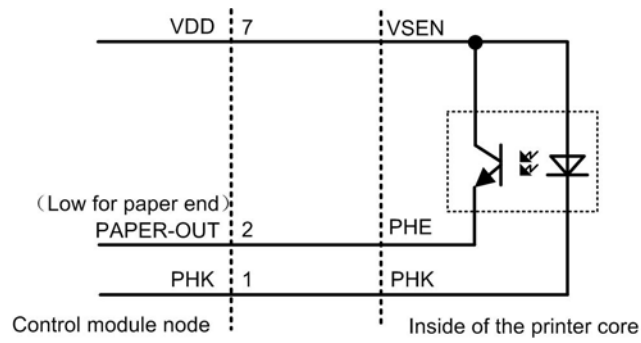 VDD 7 VSEN
（Low for paper end）
PAPER-OUT 2 PHE
PHK 1 PHK
Control module node Inside of the printer core